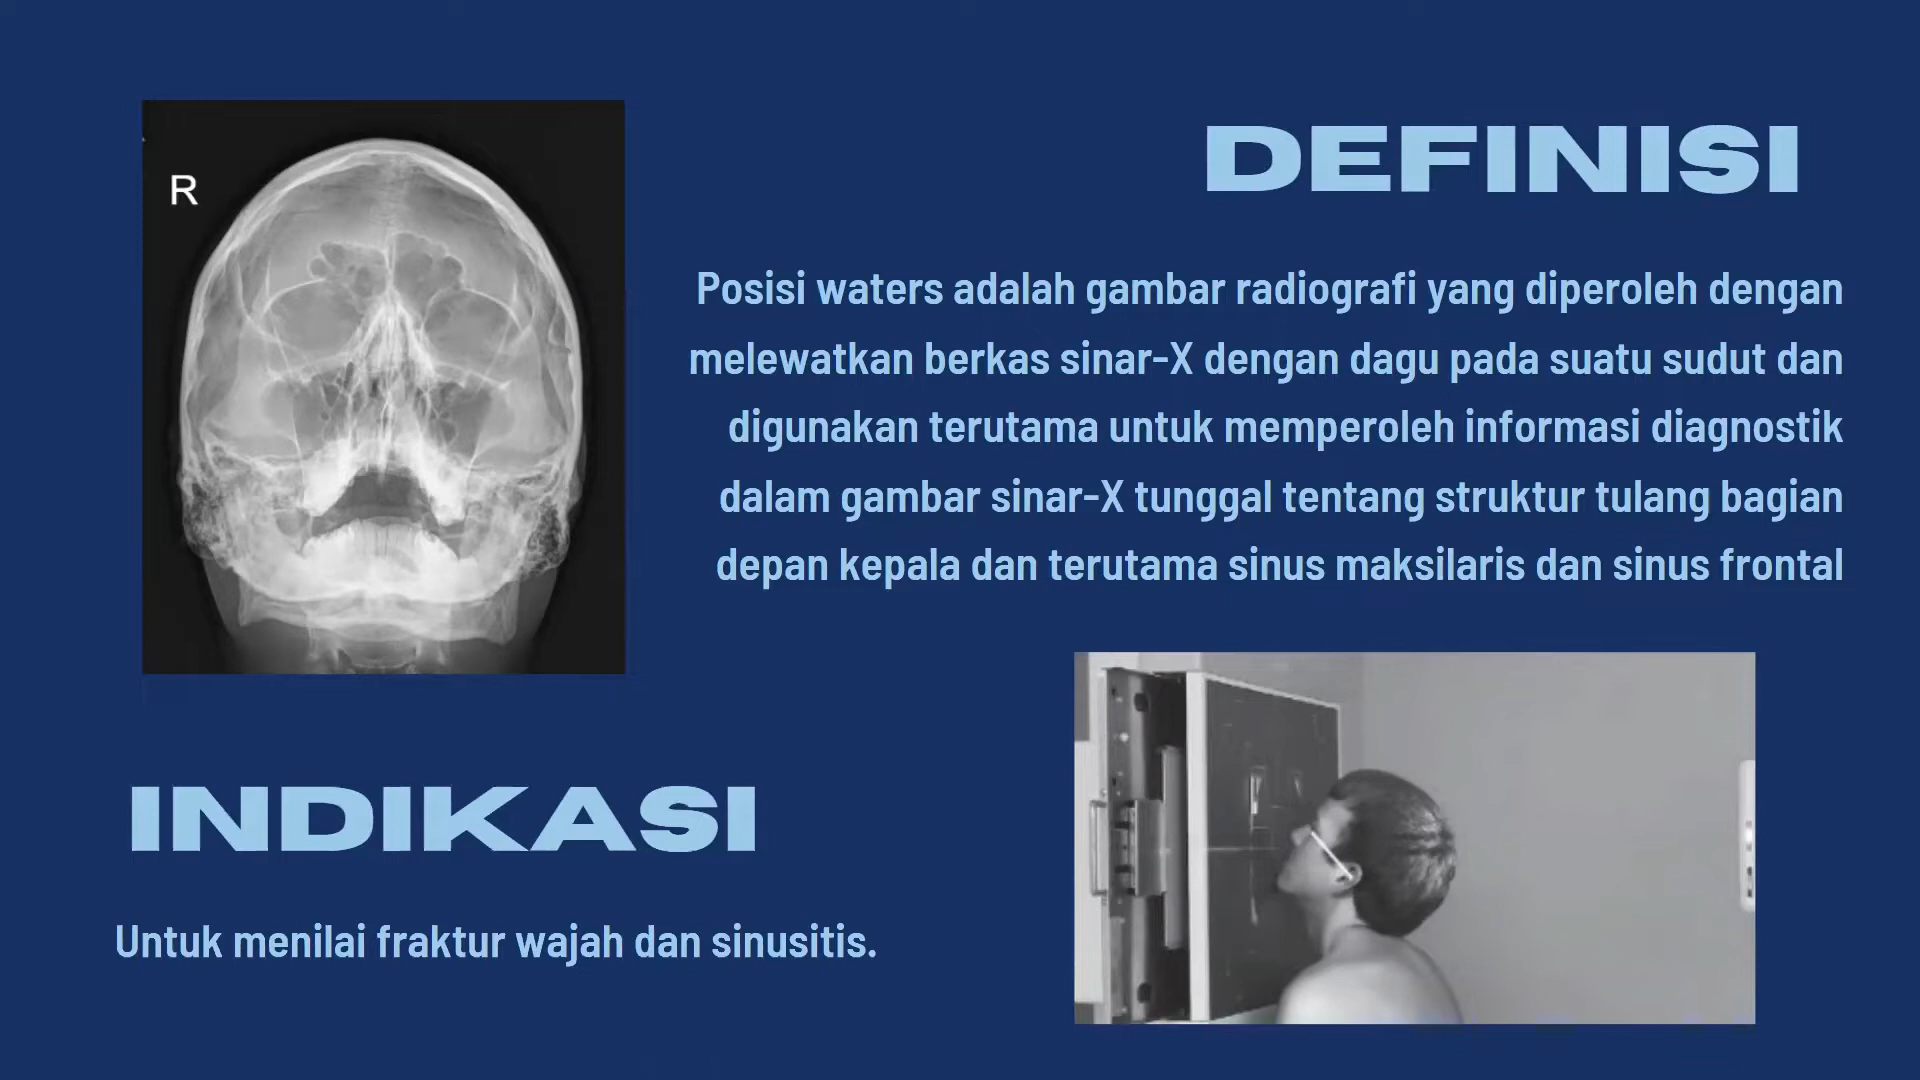 R
DEFINISI
Posisi waters adalah gambar radiografi yang diperoleh dengan
melewatkan berkas sinar-X dengan dagu pada suatu sudut dan
digunakan terutama untuk memperoleh informasi diagnostik
dalam gambar sinar-X tunggal tentang struktur tulang bagian
depan kepala dan terutama sinus maksilaris dan sinus frontal
INDIKASI
Untuk menilai fraktur wajah dan sinusitis.